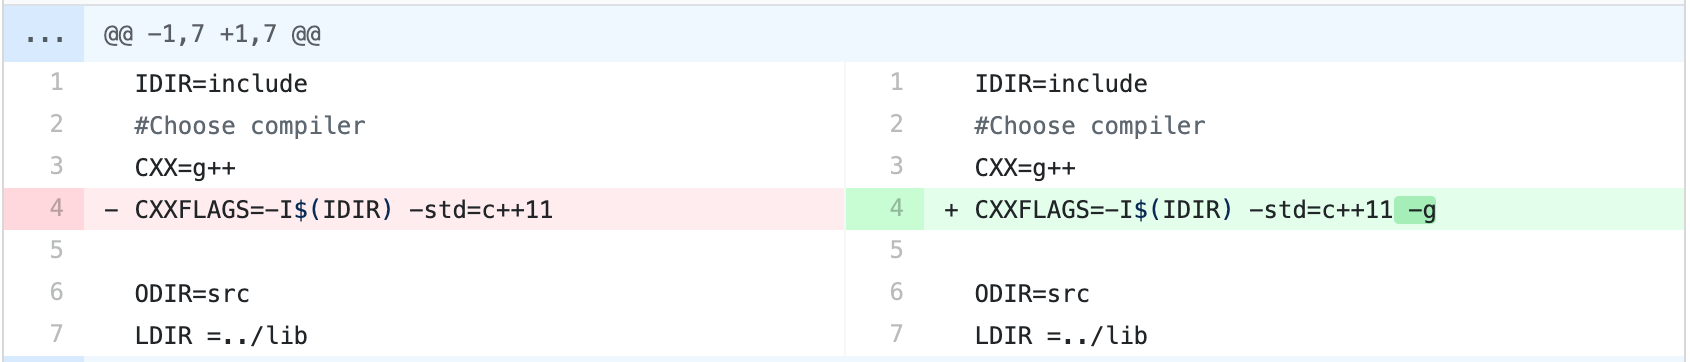 ... @@ -1,7 +1,7 @@
1 IDIR=include 1 IDIR=include
2 #Choose compiler 2 #Choose compiler
3 CXX=g++ 3 CXX=g++
4 - CXXFLAGS=-I$(IDIR) -std=c++11 4 + CXXFLAGS=-I$(IDIR) -std=c++11 -g
5 5
6 ODIR=src 6 ODIR=src
7 LDIR =../lib 7 LDIR =../lib